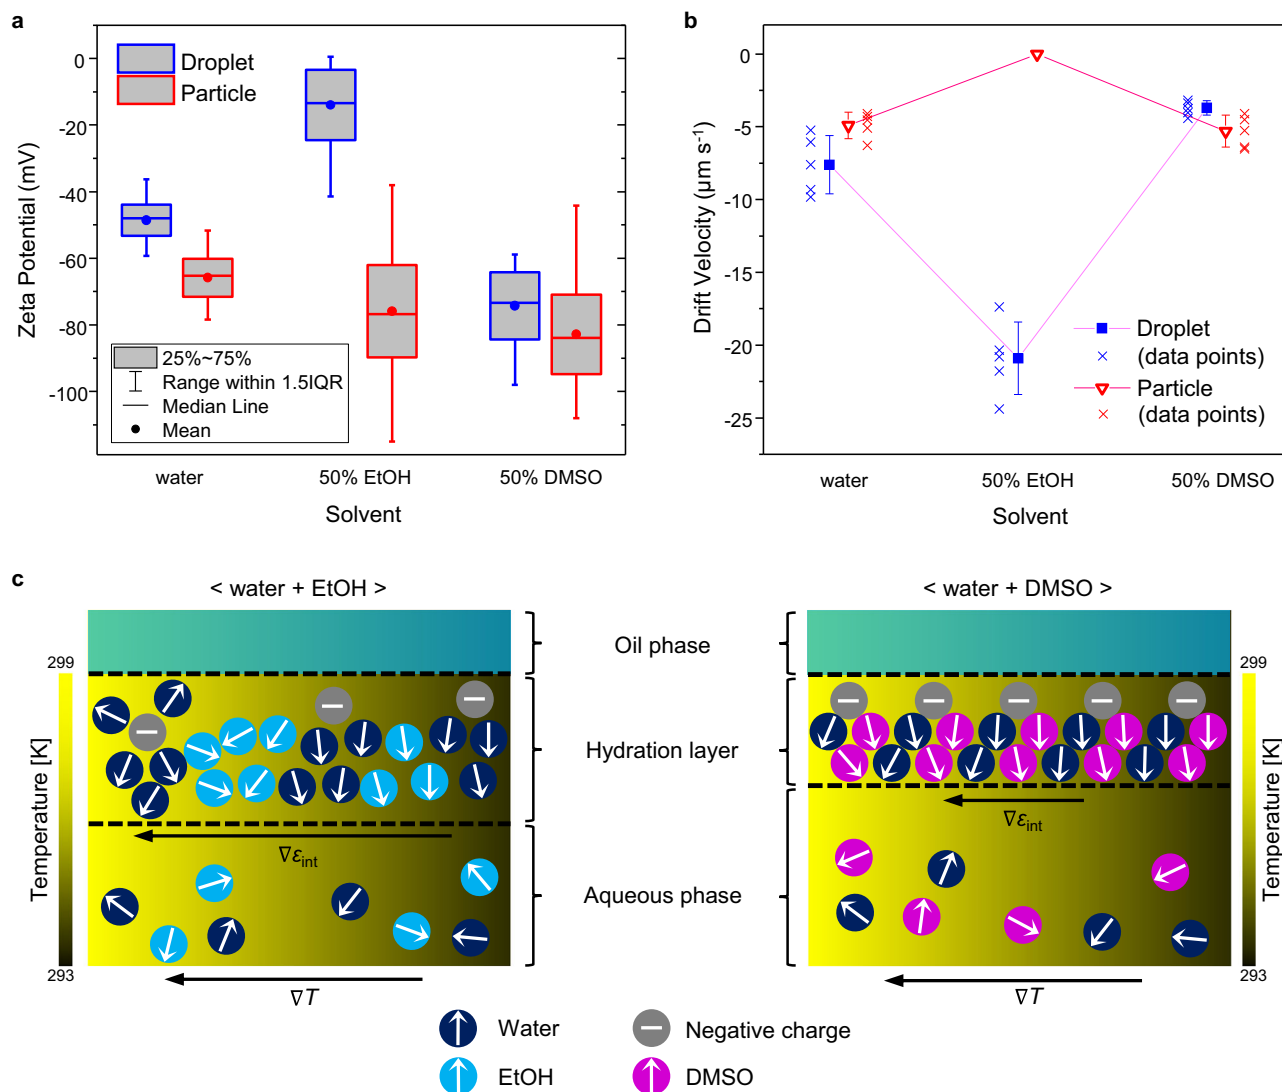 a
Zeta Potential (mV)
0
-20
-40
-60
-80
-100
Droplet
Particle
25%~75%
Range within 1.5IQR
Median Line
Mean
water
50% EtOH
50% DMSO
Solvent
b
Drift Velocity (μm s⁻¹)
0
-5
-10
-15
-20
-25
Droplet
(data points)
Particle
(data points)
water
50% EtOH
50% DMSO
Solvent
c
< water + EtOH >
< water + DMSO >
Temperature [K]
299
293
Oil phase
Hydration layer
Aqueous phase
∇εint
∇T
∇εint
∇T
299
293
Temperature [K]
Water
Negative charge
EtOH
DMSO